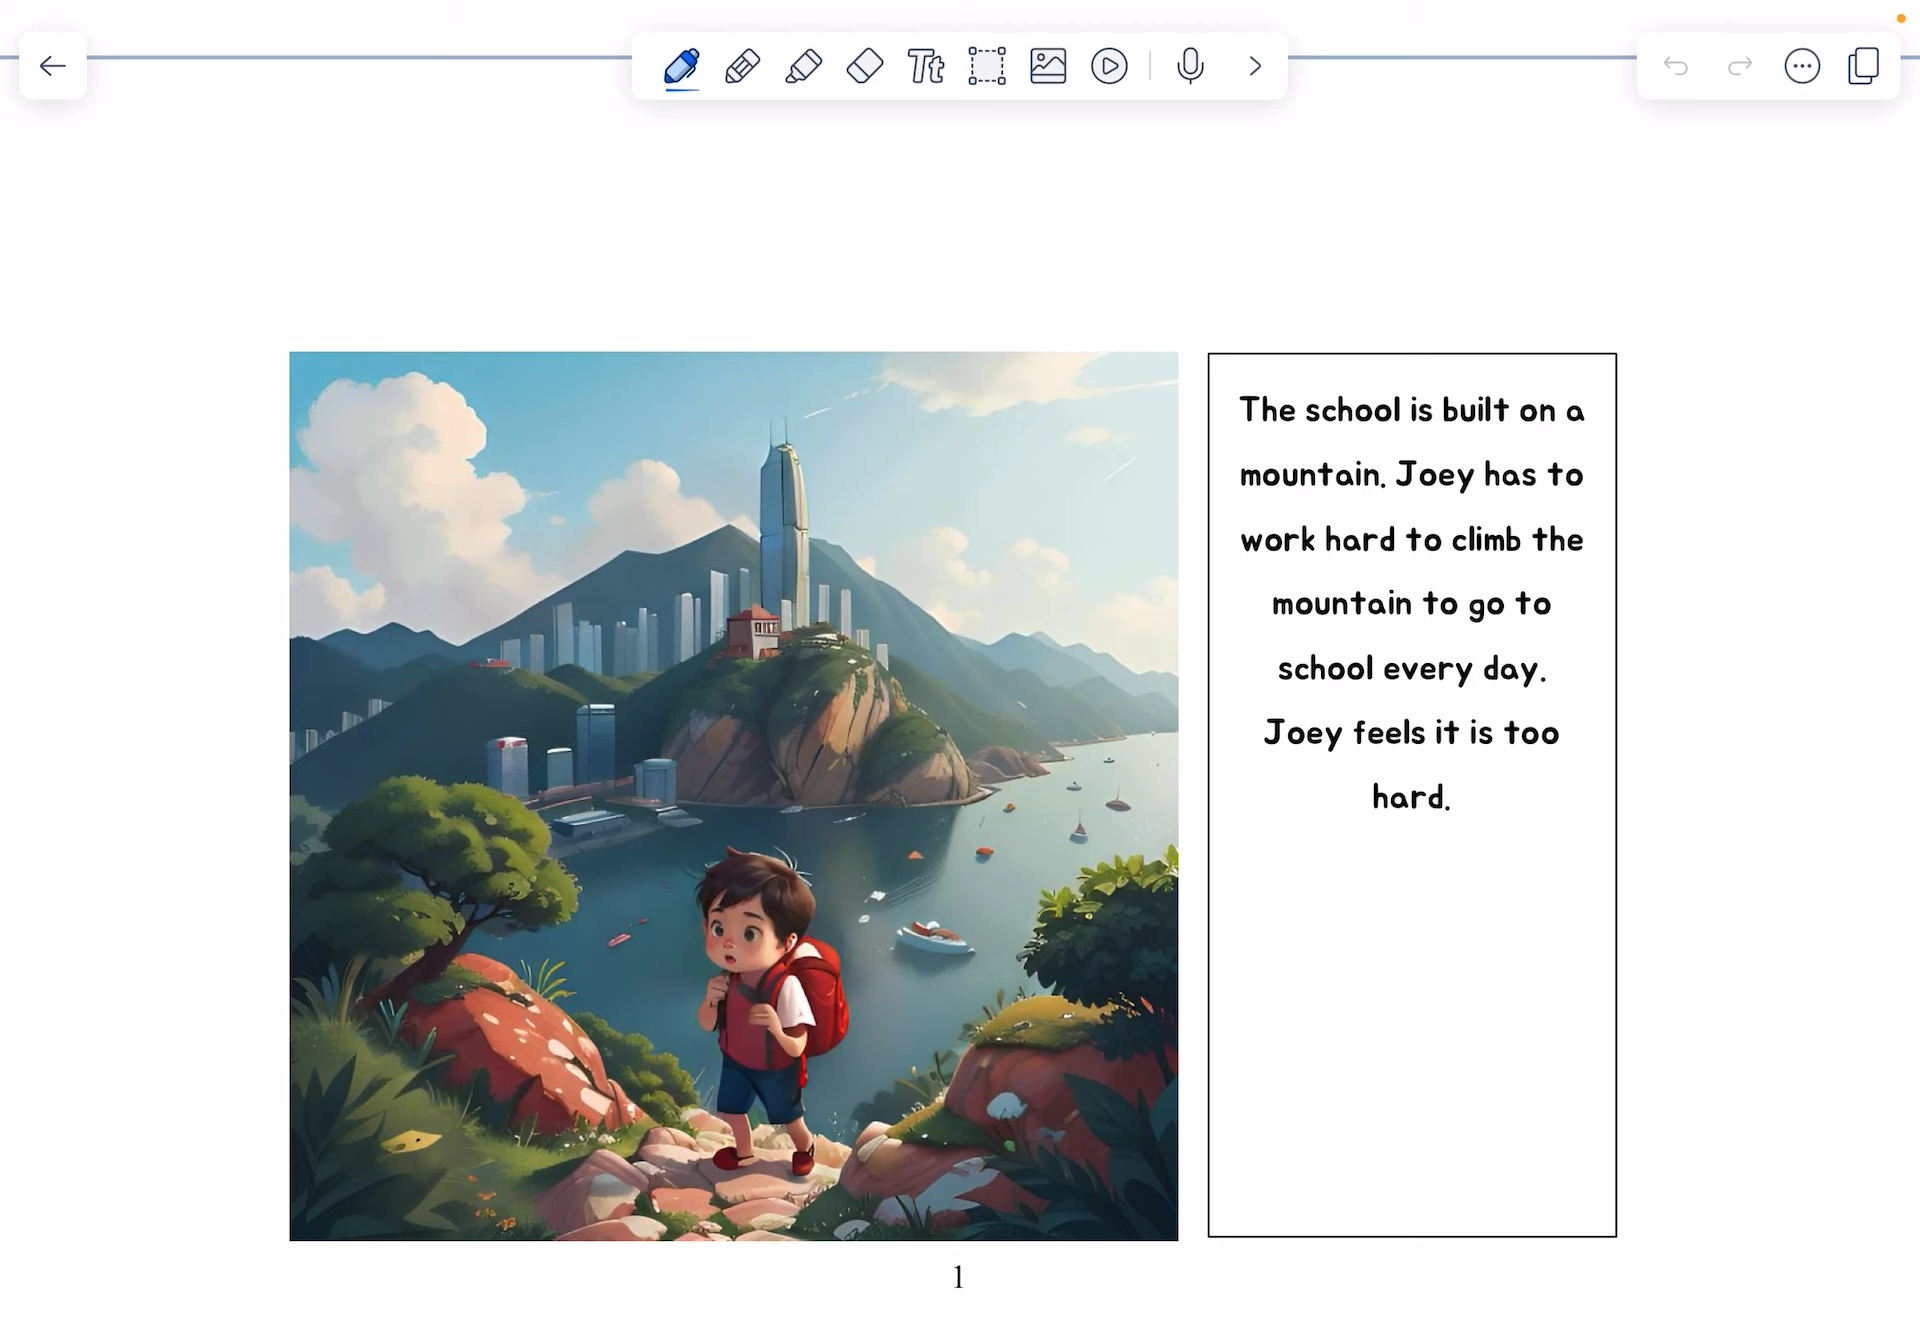 Tt
The school is built on a
mountain. Joey has to
work hard to climb the
mountain to go to
school every day.
Joey feels it is too
hard.
1